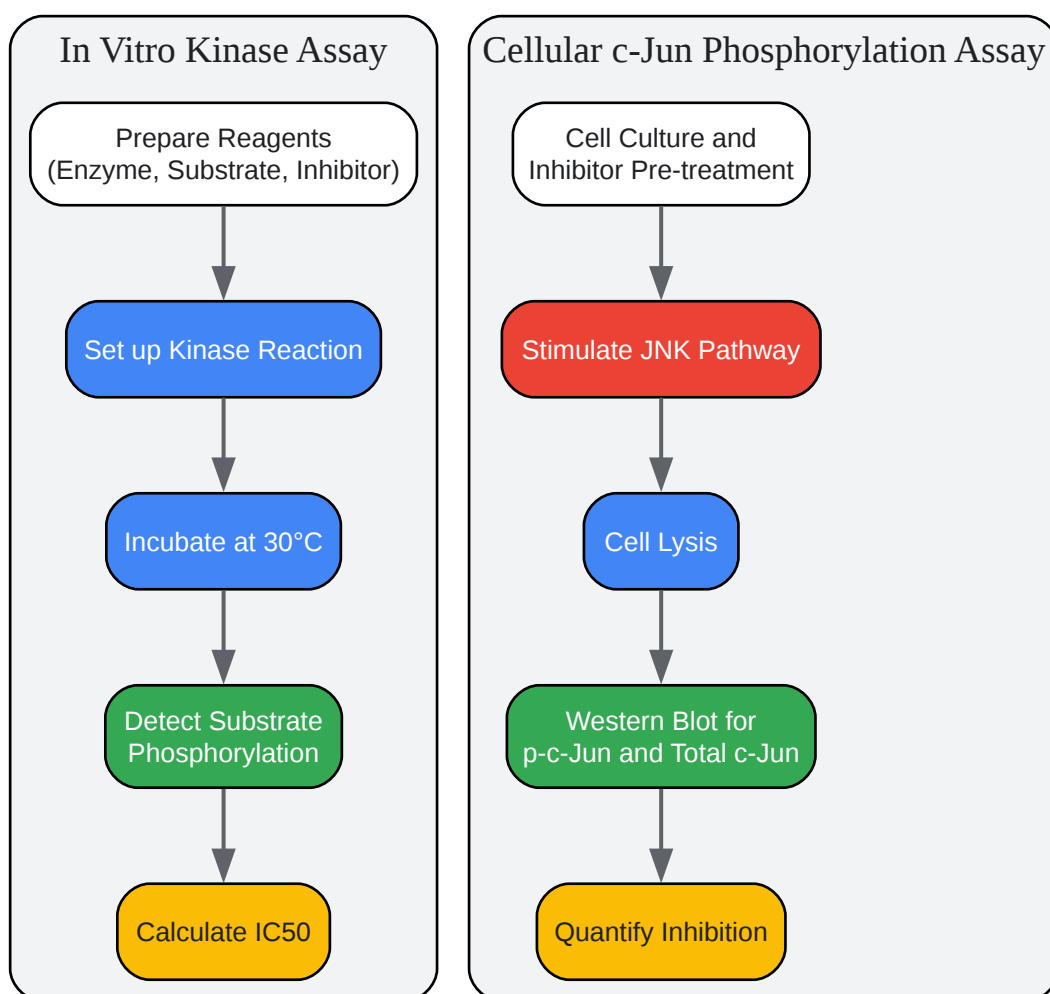 In Vitro Kinase Assay
Prepare Reagents
(Enzyme, Substrate, Inhibitor)
Set up Kinase Reaction
Incubate at 30°C
Detect Substrate
Phosphorylation
Calculate IC50
Cellular c-Jun Phosphorylation Assay
Cell Culture and
Inhibitor Pre-treatment
Stimulate JNK Pathway
Cell Lysis
Western Blot for
p-c-Jun and Total c-Jun
Quantify Inhibition